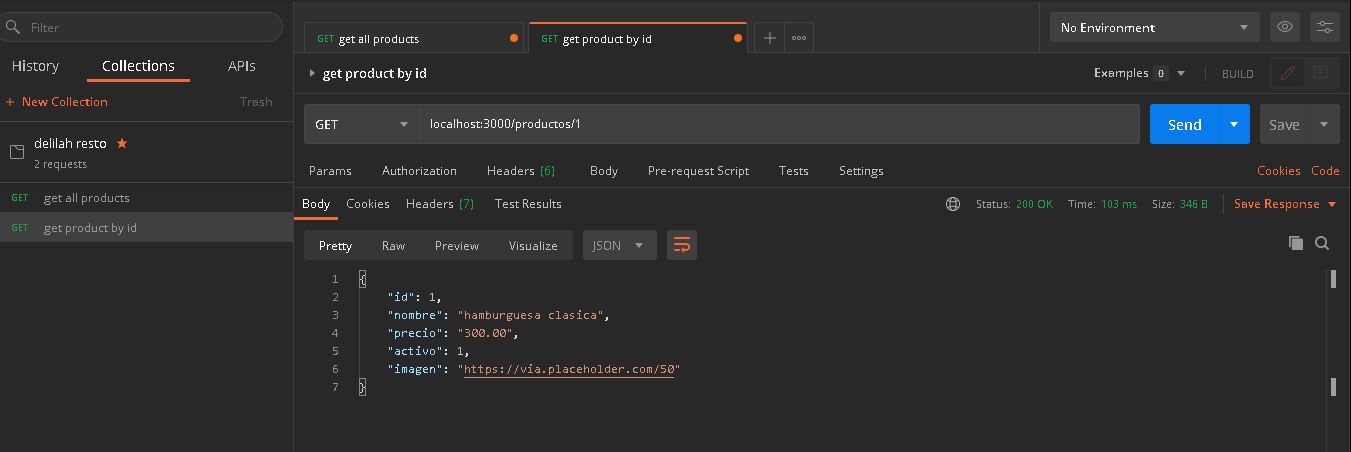 Filter
History Collections APIs
+ New Collection Trash
delilah resto
2 requests
GET get all products
GET get product by id
GET get all products GET get product by id + ooo No Environment
get product by id Examples 0 BUILD
GET localhost:3000/productos/1 Send Save
Params Authorization Headers (6) Body Pre-request Script Tests Settings Cookies Code
Body Cookies Headers (7) Test Results Status: 200 OK Time: 103 ms Size: 346 B Save Response
Pretty Raw Preview Visualize JSON
1 {
2 "id": 1,
3 "nombre": "hamburguesa clasica",
4 "precio": "300.00",
5 "activo": 1,
6 "imagen": "https://via.placeholder.com/50"
7 }